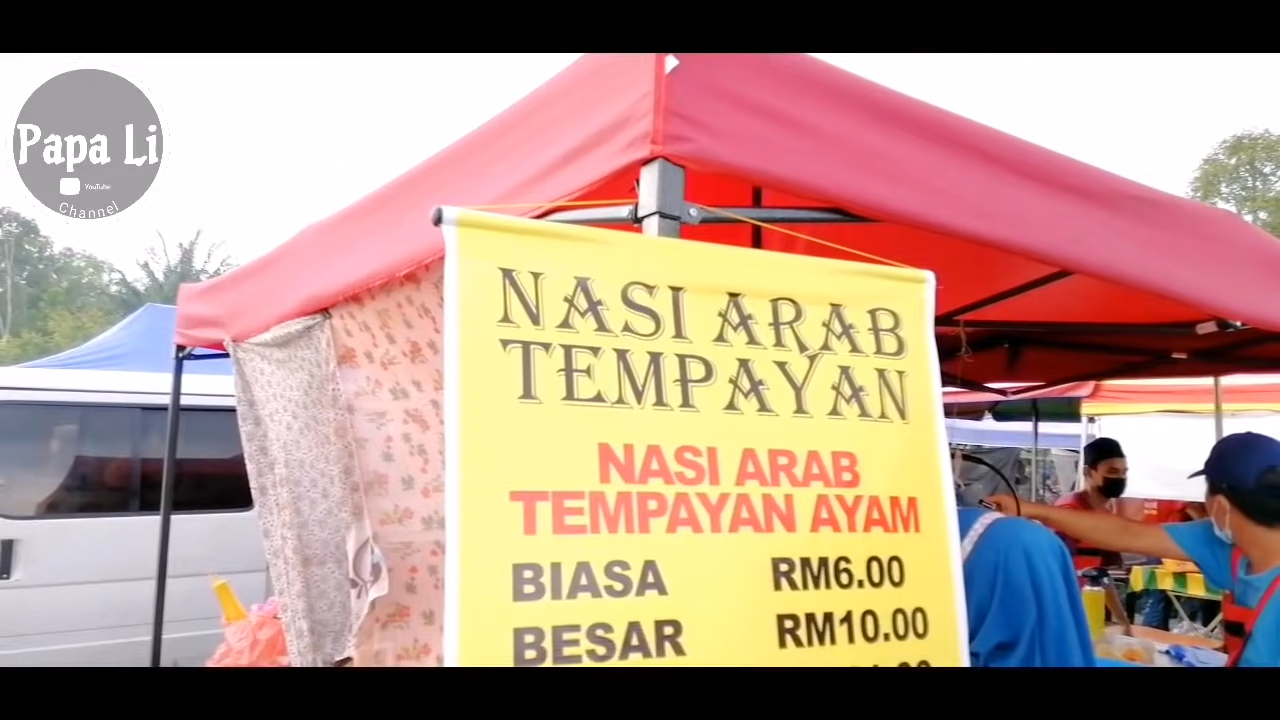 Papa Li
YouTube
Channel
NASI ARAB
TEMPAYAN
NASI ARAB
TEMPAYAN AYAM
BIASA RM6.00
BESAR RM10.00